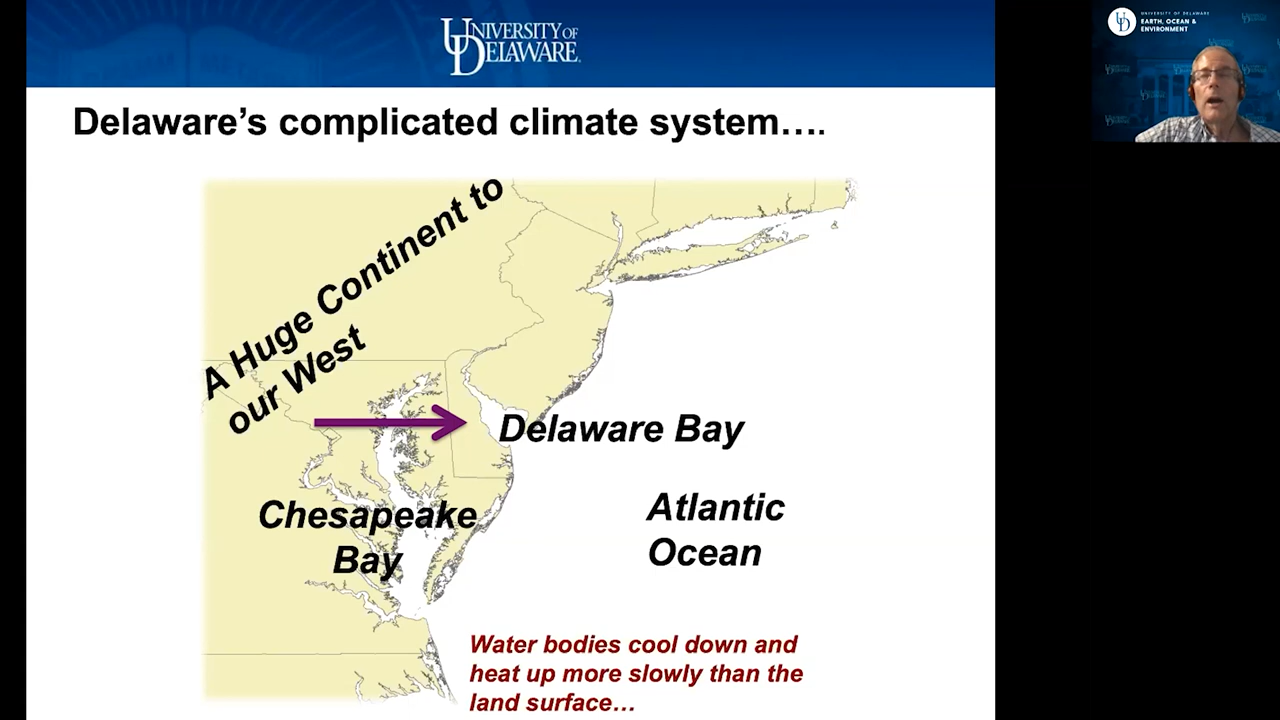 UNIVERSITY OF
DELAWARE
Delaware's complicated climate system….
A Huge Continent to
our West
Delaware Bay
Chesapeake
Bay
Atlantic
Ocean
Water bodies cool down and
heat up more slowly than the
land surface…
UD
UNIVERSITY OF DELAWARE
EARTH, OCEAN &
ENVIRONMENT